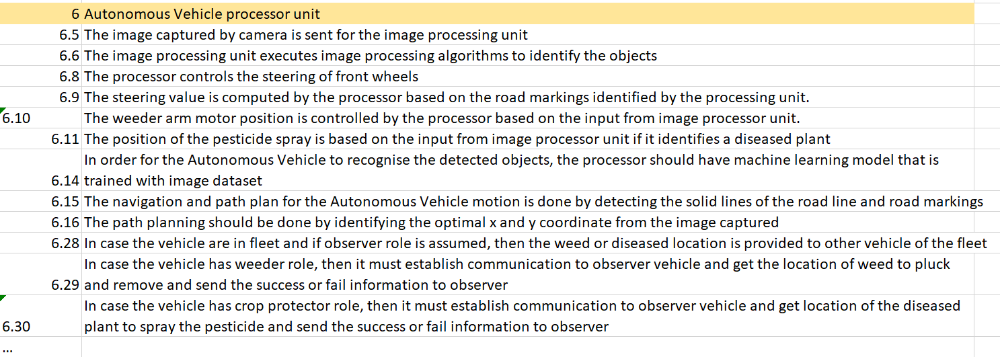 6 Autonomous Vehicle processor unit
6.5 The image captured by camera is sent for the image processing unit
6.6 The image processing unit executes image processing algorithms to identify the objects
6.8 The processor controls the steering of front wheels
6.9 The steering value is computed by the processor based on the road markings identified by the processing unit.
6.10 The weeder arm motor position is controlled by the processor based on the input from image processor unit.
6.11 The position of the pesticide spray is based on the input from image processor unit if it identifies a diseased plant
In order for the Autonomous Vehicle to recognise the detected objects, the processor should have machine learning model that is
6.14 trained with image dataset
6.15 The navigation and path plan for the Autonomous Vehicle motion is done by detecting the solid lines of the road line and road markings
6.16 The path planning should be done by identifying the optimal x and y coordinate from the image captured
6.28 In case the vehicle are in fleet and if observer role is assumed, then the weed or diseased location is provided to other vehicle of the fleet
In case the vehicle has weeder role, then it must establish communication to observer vehicle and get the location of weed to pluck
6.29 and remove and send the success or fail information to observer
In case the vehicle has crop protector role, then it must establish communication to observer vehicle and get location of the diseased
6.30 plant to spray the pesticide and send the success or fail information to observer
...